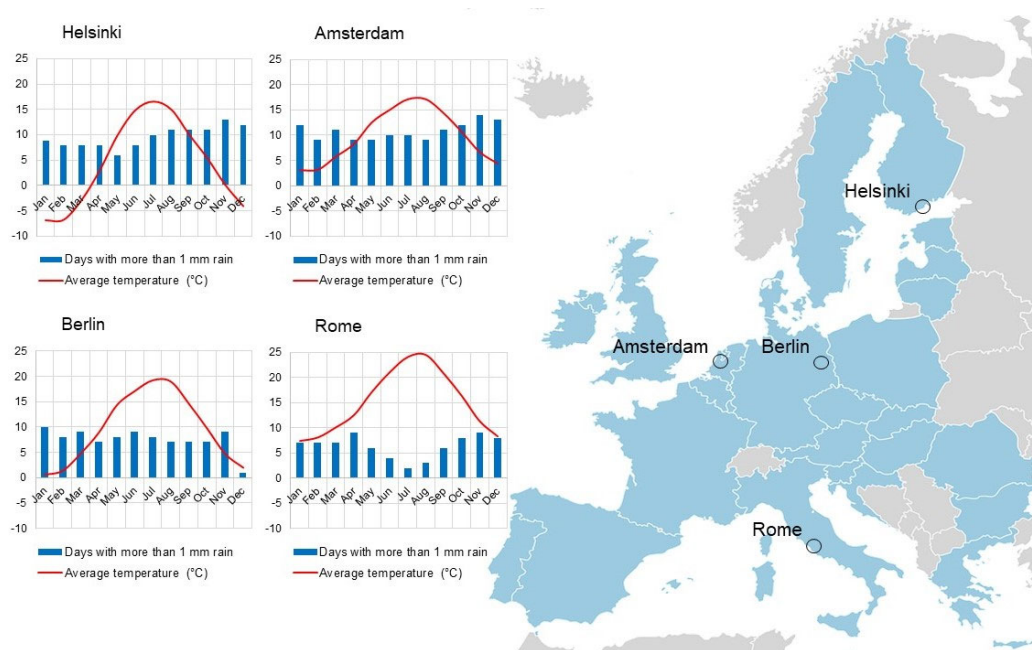 Helsinki
25
20
15
10
5
0
-5
-10
Jan Feb Mar Apr May Jun Jul Aug Sep Oct Nov Dec
Days with more than 1 mm rain
Average temperature (°C)
Amsterdam
25
20
15
10
5
0
-5
-10
Jan Feb Mar Apr May Jun Jul Aug Sep Oct Nov Dec
Days with more than 1 mm rain
Average temperature (°C)
Berlin
25
20
15
10
5
0
-5
-10
Jan Feb Mar Apr May Jun Jul Aug Sep Oct Nov Dec
Days with more than 1 mm rain
Average temperature (°C)
Rome
25
20
15
10
5
0
-5
-10
Jan Feb Mar Apr May Jun Jul Aug Sep Oct Nov Dec
Days with more than 1 mm rain
Average temperature (°C)
Helsinki
Amsterdam
Berlin
Rome